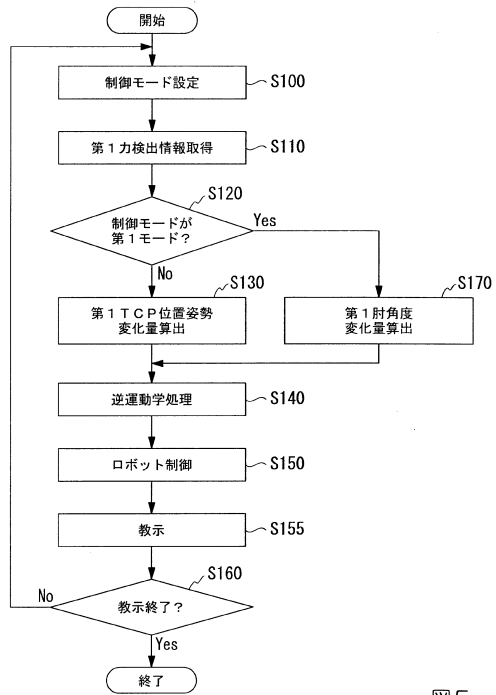 開始
制御モード設定
S100
第1力検出情報取得
S110
S120
制御モードが
第1モード?
Yes
No
S130
第1TCP位置姿勢
変化量算出
S170
第1肘角度
変化量算出
逆運動学処理
S140
ロボット制御
S150
教示
S155
S160
教示終了?
No
Yes
終了